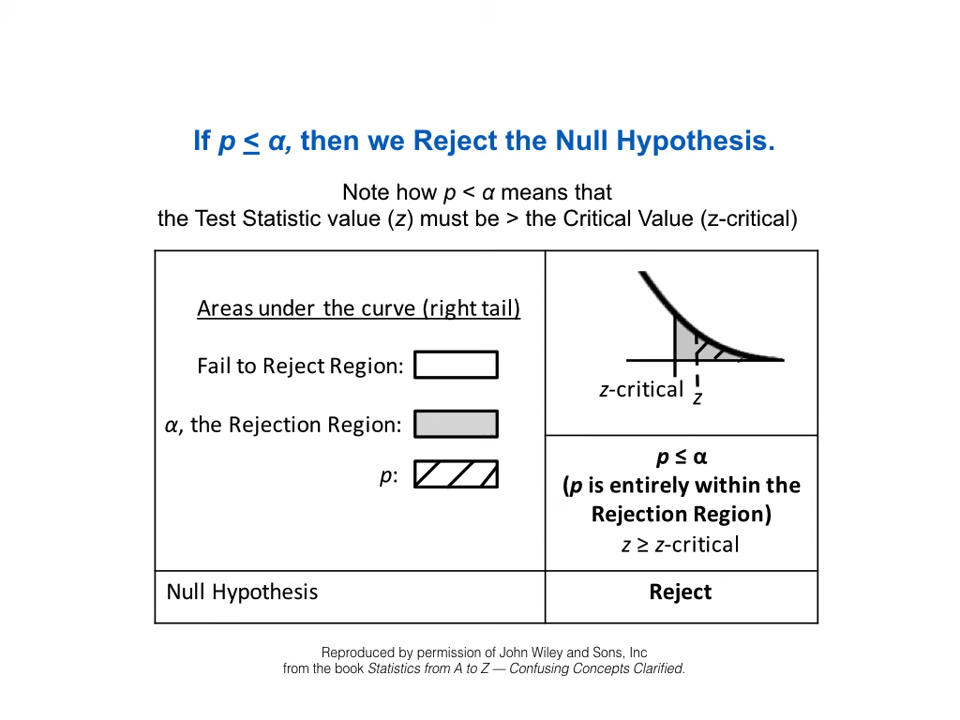 If p ≤ α, then we Reject the Null Hypothesis.
Note how p < α means that
the Test Statistic value (z) must be > the Critical Value (z-critical)
Areas under the curve (right tail)
Fail to Reject Region:
α, the Rejection Region:
p:
z-critical z
p ≤ α
(p is entirely within the
Rejection Region)
z ≥ z-critical
Null Hypothesis
Reject
Reproduced by permission of John Wiley and Sons, Inc
from the book Statistics from A to Z — Confusing Concepts Clarified.